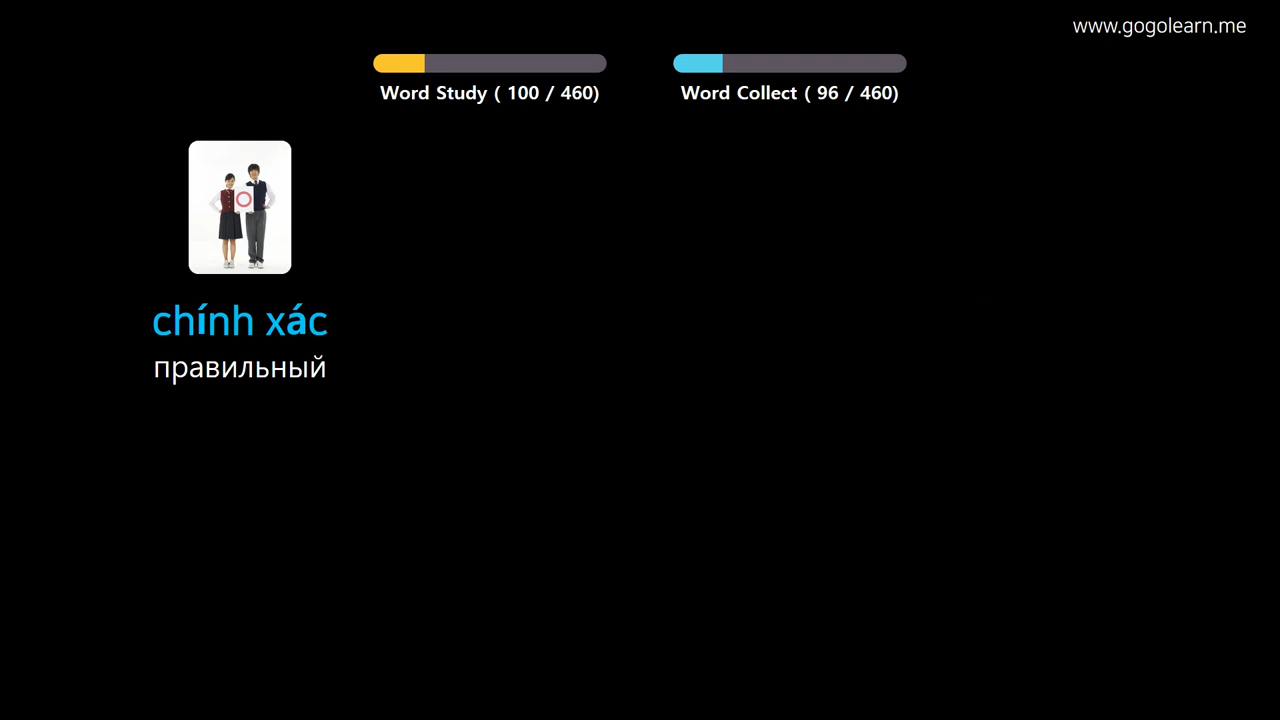 www.gogolearn.me
Word Study ( 100 / 460)
Word Collect ( 96 / 460)
chính xác
правильный